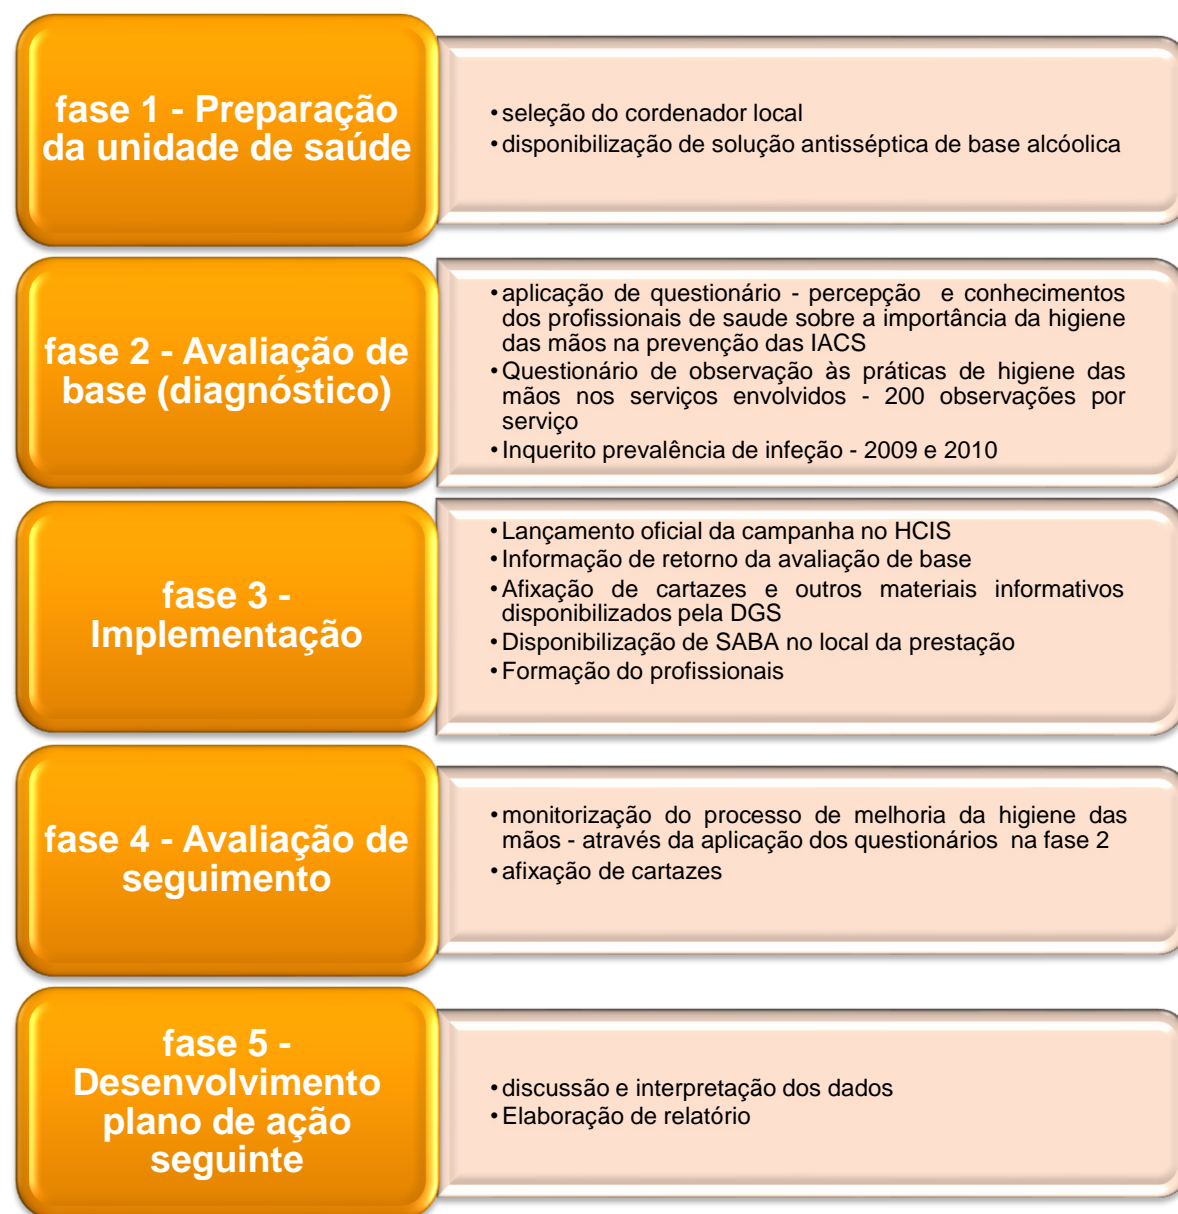 fase 1 - Preparação
da unidade de saúde
• seleção do cordenador local
• disponibilização de solução antisséptica de base alcóolica
fase 2 - Avaliação de
base (diagnóstico)
• aplicação de questionário - percepção e conhecimentos
dos profissionais de saude sobre a importância da higiene
das mãos na prevenção das IACS
• Questionário de observação às práticas de higiene das
mãos nos serviços envolvidos - 200 observações por
serviço
• Inquerito prevalência de infeção - 2009 e 2010
fase 3 -
Implementação
• Lançamento oficial da campanha no HCIS
• Informação de retorno da avaliação de base
• Afixação de cartazes e outros materiais informativos
disponibilizados pela DGS
• Disponibilização de SABA no local da prestação
• Formação do profissionais
fase 4 - Avaliação de
seguimento
• monitorização do processo de melhoria da higiene das
mãos - através da aplicação dos questionários na fase 2
• afixação de cartazes
fase 5 -
Desenvolvimento
plano de ação
seguinte
• discussão e interpretação dos dados
• Elaboração de relatório